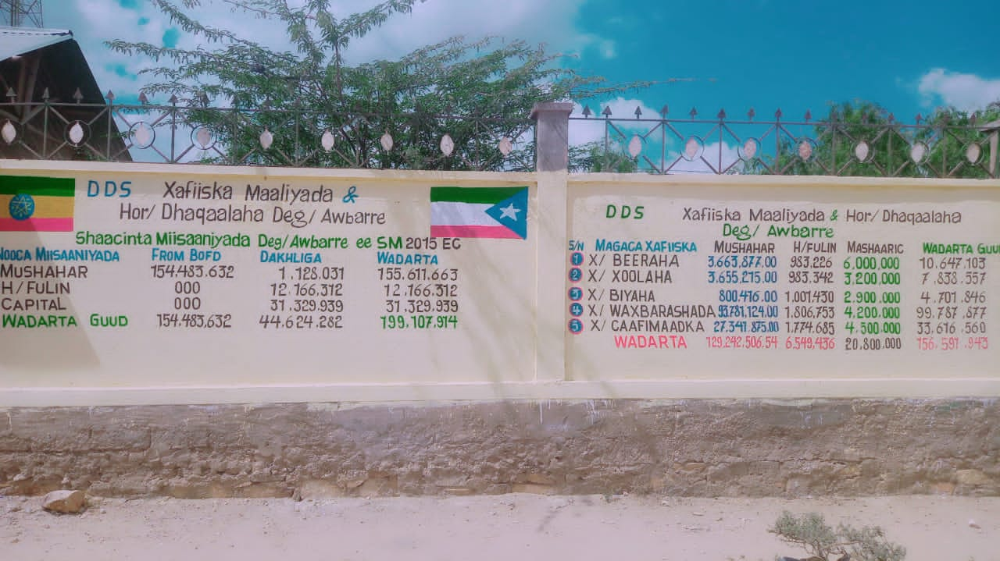 DDS Xafiiska Maaliyada &
Hor/ Dhaqaalaha Deg/ Awbarre
Shaacinta Miisaaniyada Deg/Awbarre ee SM 2015 EC
Nooca Miisaaniyada From BoFD Dakhliga Wadarta
MUSHAHAR 154.483.632 1.128.031 155.611.663
H/FULIN 000 12.166.312 12.166.312
CAPITAL 000 31.329.939 31.329.939
WADARTA GUUD 154.483,632 44.624.282 199.107.914
DDS Xafiiska Maaliyada & Hor/ Dhaqaalaha
Deg/ Awbarre
S/N MAGACA XAFIISKA MUSHAHAR H/FULIN MASHAARIC WADARTA GUU
1 X/ BEERAHA 3.663,877.00 983,226 6,000,000 10.647.103
2 X/ XOOLAHA 3.655,215.00 983,342 3,200,000 7.838.557
3 X/ BIYAHA 800,416.00 1,001,430 2,900,000 4.701.846
4 X/ WAXBARASHADA 93,781,124.00 1,806,753 4,200,000 99.787,877
5 X/ CAAFIMAADKA 27,341,875.00 1,774,685 4,500,000 33,616,560
WADARTA 129,242,506.54 6,549,436 20,800,000 156,591,943